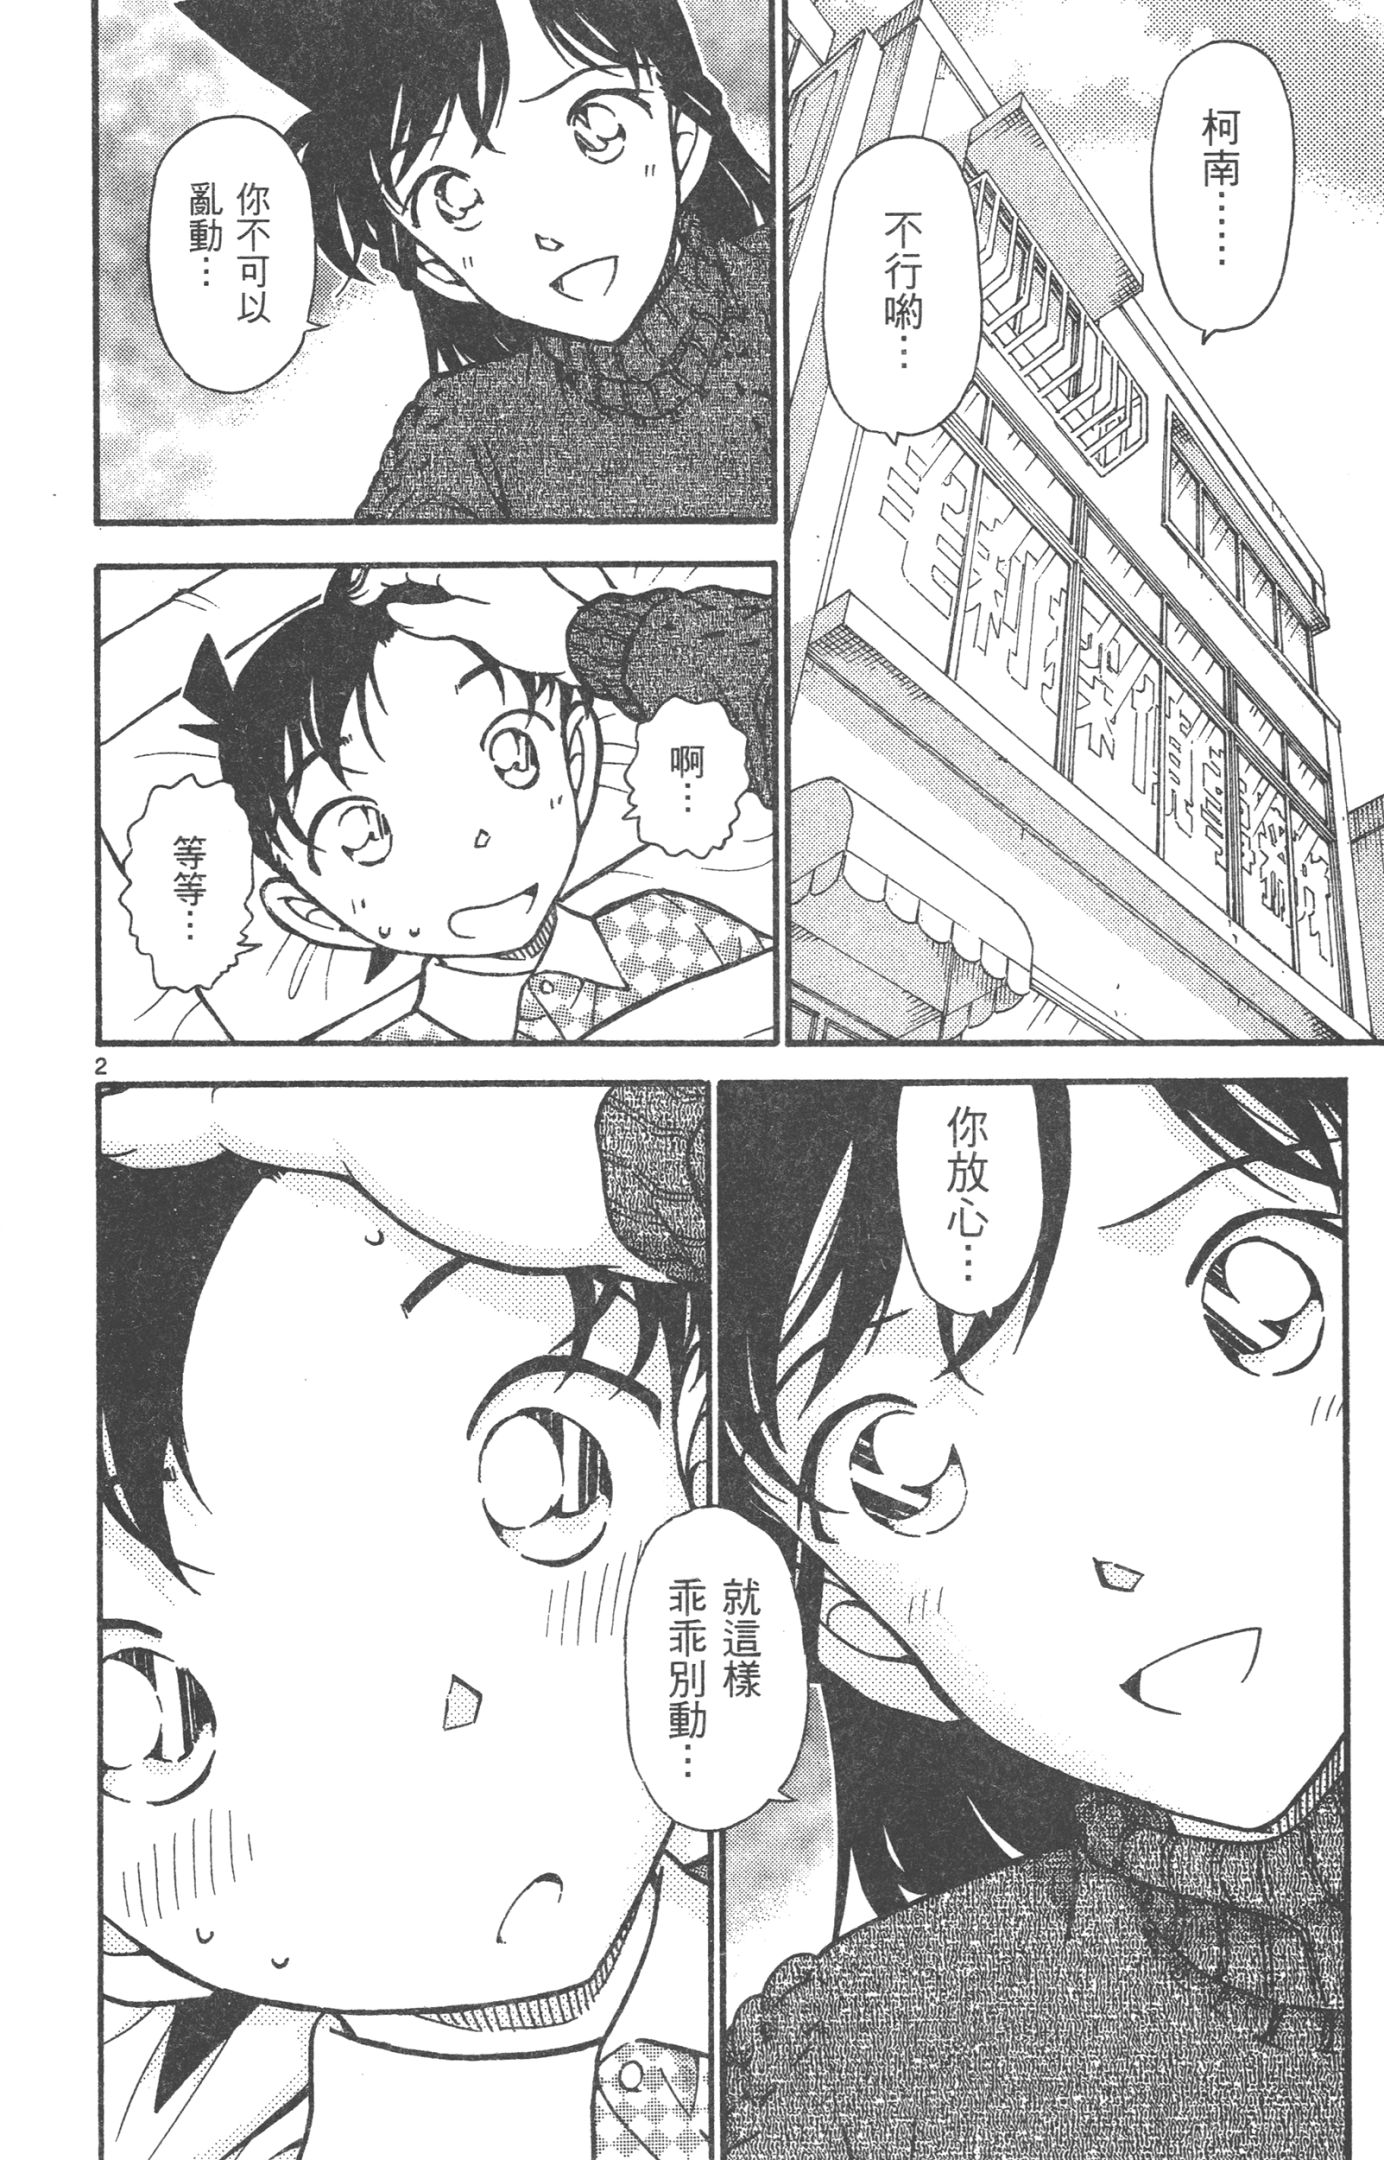 柯南……
不行喲…
你不可以
亂動…
毛利偵探事務所
啊…
等等…
2
你放心…
就這樣
乖乖別動…